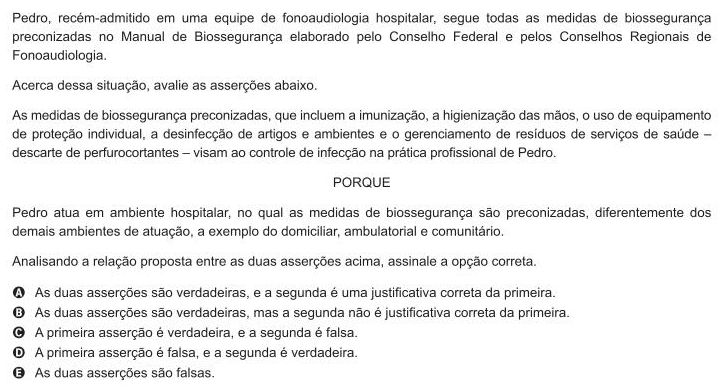 Pedro, recém-admitido em uma equipe de fonoaudiologia hospitalar, segue todas as medidas de biossegurança
preconizadas no Manual de Biossegurança elaborado pelo Conselho Federal e pelos Conselhos Regionais de
Fonoaudiologia.
Acerca dessa situação, avalie as asserções abaixo.
As medidas de biossegurança preconizadas, que incluem a imunização, a higienização das mãos, o uso de equipamento
de proteção individual, a desinfecção de artigos e ambientes e o gerenciamento de resíduos de serviços de saúde –
descarte de perfurocortantes – visam ao controle de infecção na prática profissional de Pedro.
PORQUE
Pedro atua em ambiente hospitalar, no qual as medidas de biossegurança são preconizadas, diferentemente dos
demais ambientes de atuação, a exemplo do domiciliar, ambulatorial e comunitário.
Analisando a relação proposta entre as duas asserções acima, assinale a opção correta.
A As duas asserções são verdadeiras, e a segunda é uma justificativa correta da primeira.
B As duas asserções são verdadeiras, mas a segunda não é justificativa correta da primeira.
C A primeira asserção é verdadeira, e a segunda é falsa.
D A primeira asserção é falsa, e a segunda é verdadeira.
E As duas asserções são falsas.